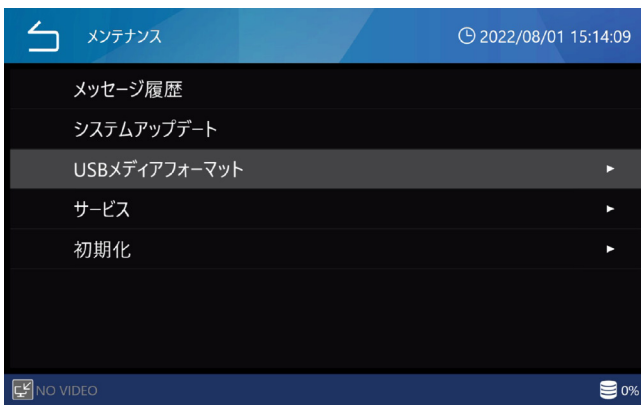 メンテナンス 2022/08/01 15:14:09
メッセージ履歴
システムアップデート
USBメディアフォーマット
サービス
初期化
NO VIDEO 0%